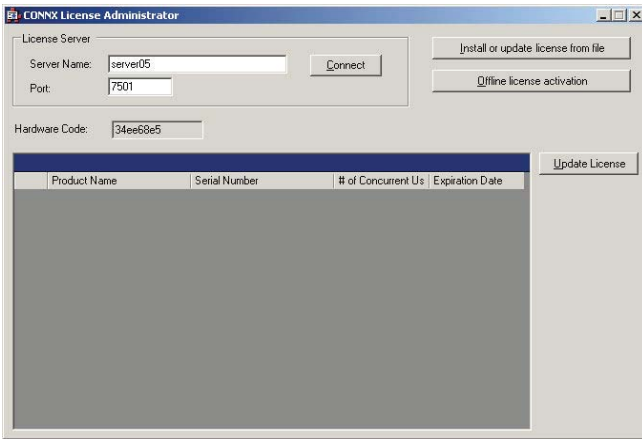 CONNX License Administrator
License Server
Server Name: server05
Connect
Port: 7501
Install or update license from file
Offline license activation
Hardware Code: 34ee68e5
Update License
Product Name Serial Number # of Concurrent Us Expiration Date